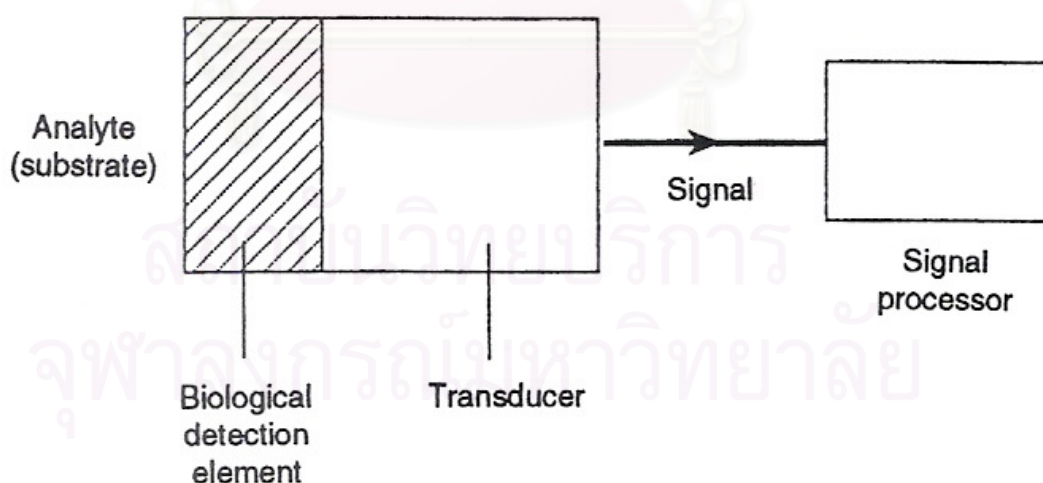 Analyte
(substrate)
Signal
Signal
processor
Biological
detection
element
Transducer
สถาบันวิทยบริการ
จุฬาลงกรณ์มหาวิทยาลัย